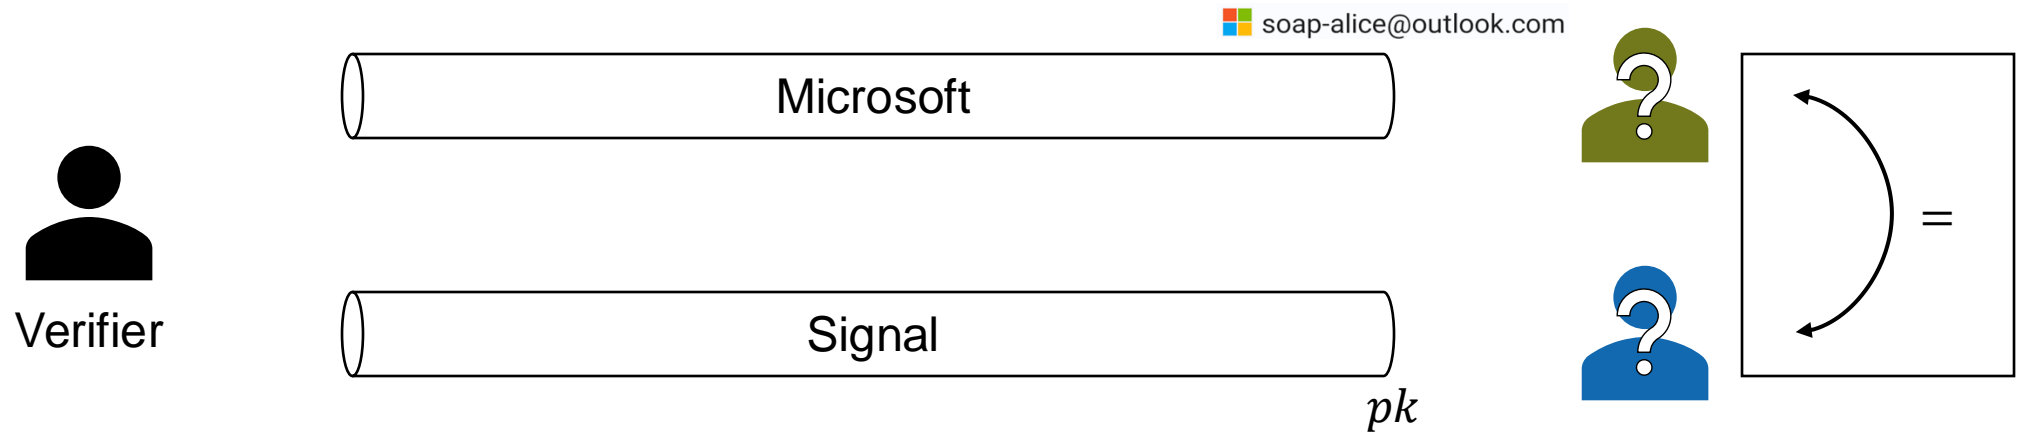 soap-alice@outlook.com
Microsoft
?
=
Verifier
Signal
?
pk